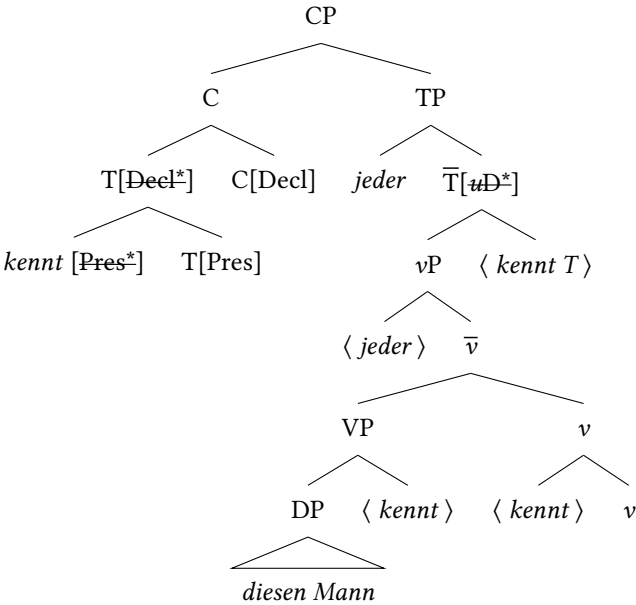 CP
C TP
T[Decl*] C[Decl] jeder T̅[uD*]
kennt [Pres*] T[Pres] vP ⟨ kennt T ⟩
⟨ jeder ⟩ v̅
VP v
DP ⟨ kennt ⟩ ⟨ kennt ⟩ v
diesen Mann